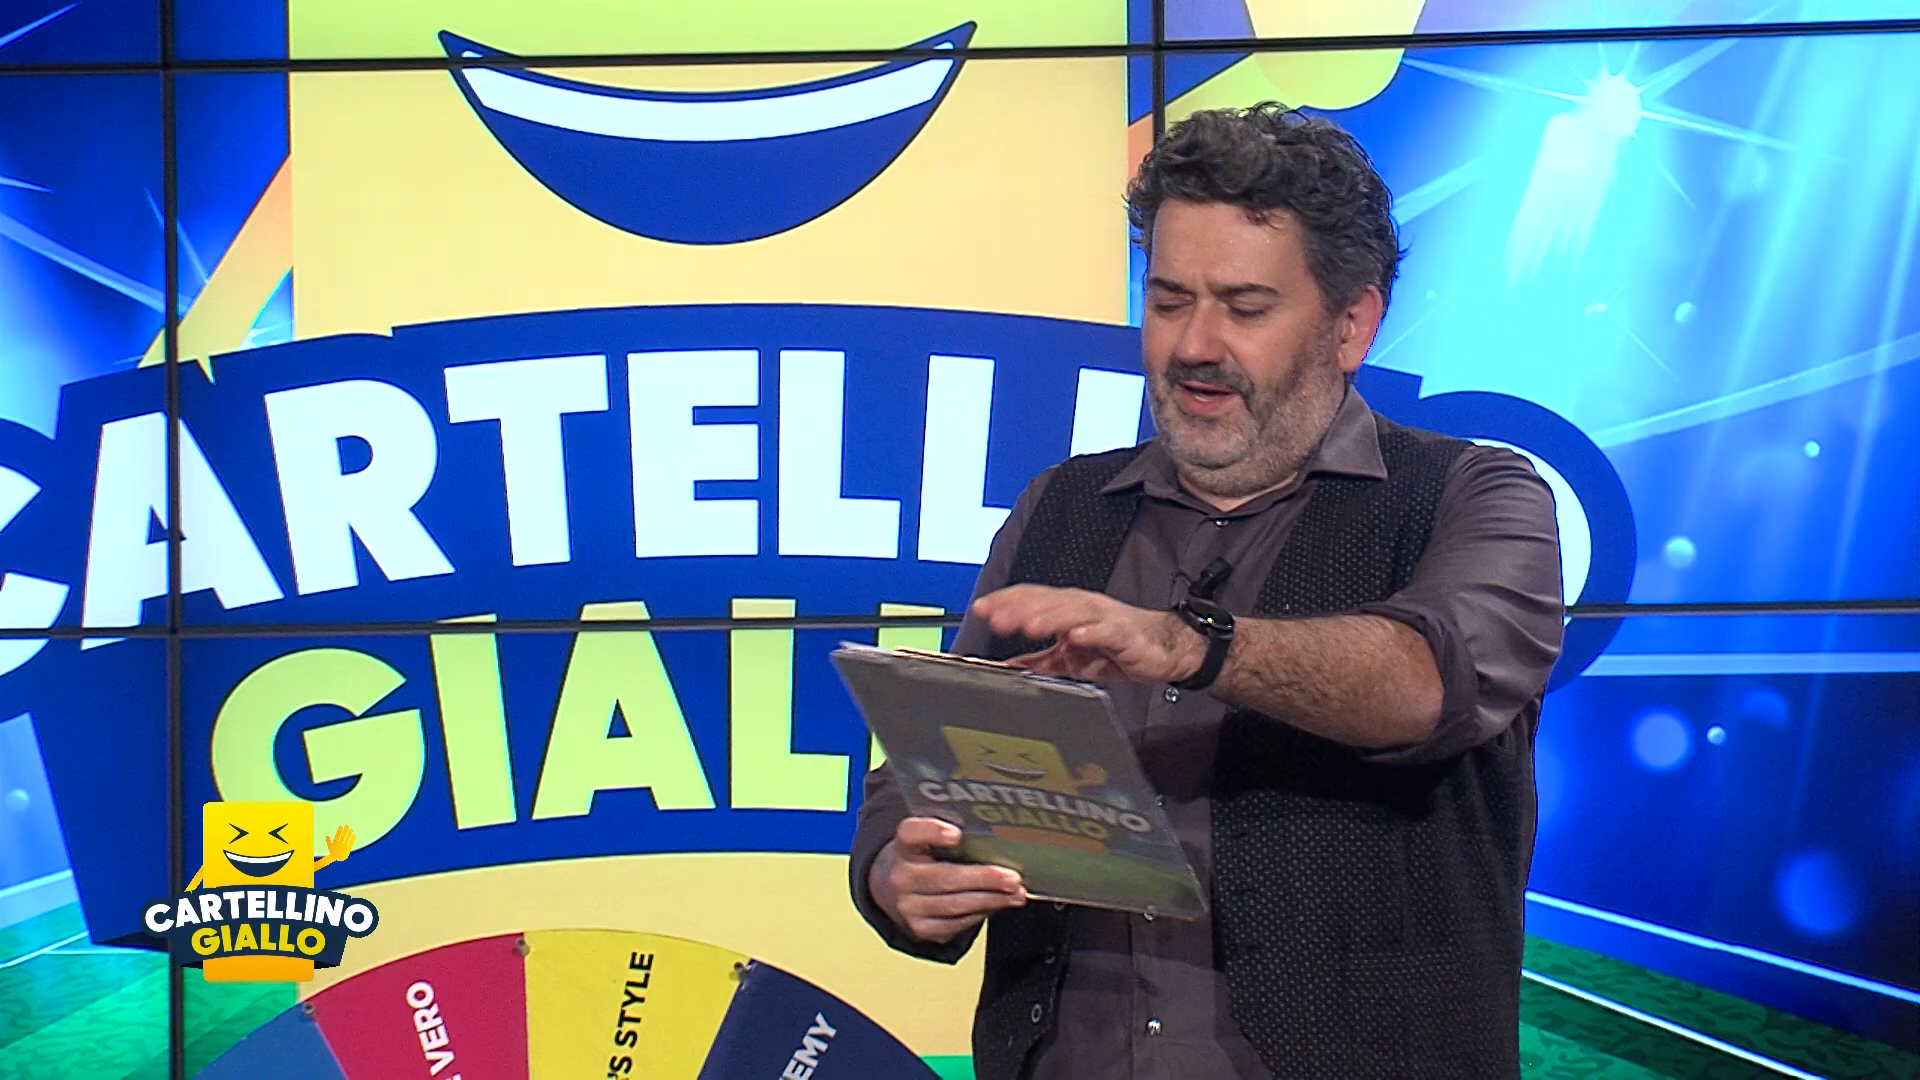 CARTELLINO
GIALLO
CARTELLINO
GIALLO
CARTELLINO
GIALLO
VERO
'S STYLE
EMY